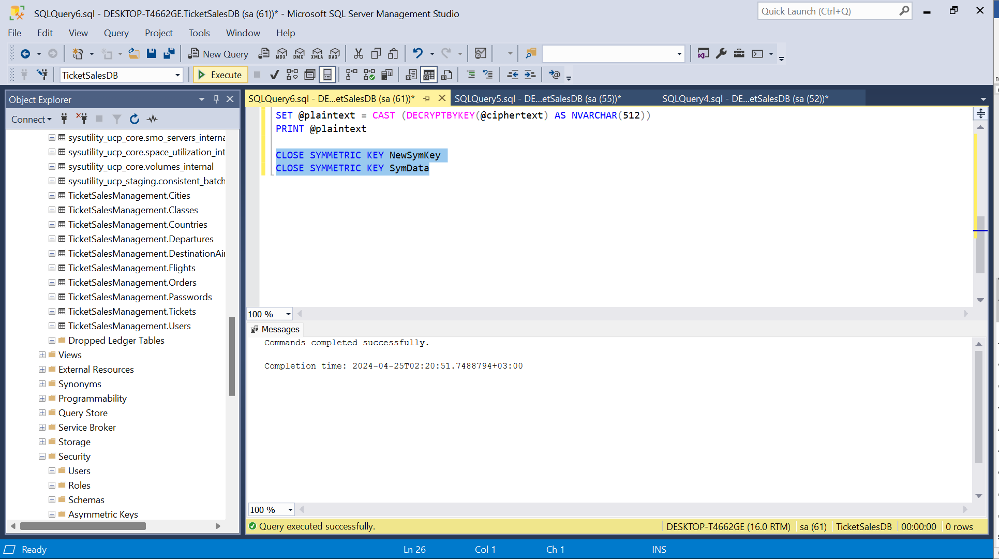 SQLQuery6.sql - DESKTOP-T4662GE.TicketSalesDB (sa (61))* - Microsoft SQL Server Management Studio
Quick Launch (Ctrl+Q)
File Edit View Query Project Tools Window Help
New Query MDX DMX XMLA DAX
TicketSalesDB Execute
Object Explorer
Connect
sysutility_ucp_core.smo_servers_interna
sysutility_ucp_core.space_utilization_int
sysutility_ucp_core.volumes_internal
sysutility_ucp_staging.consistent_batch
TicketSalesManagement.Cities
TicketSalesManagement.Classes
TicketSalesManagement.Countries
TicketSalesManagement.Departures
TicketSalesManagement.DestinationAir
TicketSalesManagement.Flights
TicketSalesManagement.Orders
TicketSalesManagement.Passwords
TicketSalesManagement.Tickets
TicketSalesManagement.Users
Dropped Ledger Tables
Views
External Resources
Synonyms
Programmability
Query Store
Service Broker
Storage
Security
Users
Roles
Schemas
Asymmetric Keys
SQLQuery6.sql - DE...etSalesDB (sa (61))* SQLQuery5.sql - DE...etSalesDB (sa (55))* SQLQuery4.sql - DE...etSalesDB (sa (52))*
SET @plaintext = CAST (DECRYPTBYKEY(@ciphertext) AS NVARCHAR(512))
PRINT @plaintext
CLOSE SYMMETRIC KEY NewSymKey
CLOSE SYMMETRIC KEY SymData
100 %
Messages
Commands completed successfully.
Completion time: 2024-04-25T02:20:51.7488794+03:00
100 %
Query executed successfully. DESKTOP-T4662GE (16.0 RTM) sa (61) TicketSalesDB 00:00:00 0 rows
Ready Ln 26 Col 1 Ch 1 INS